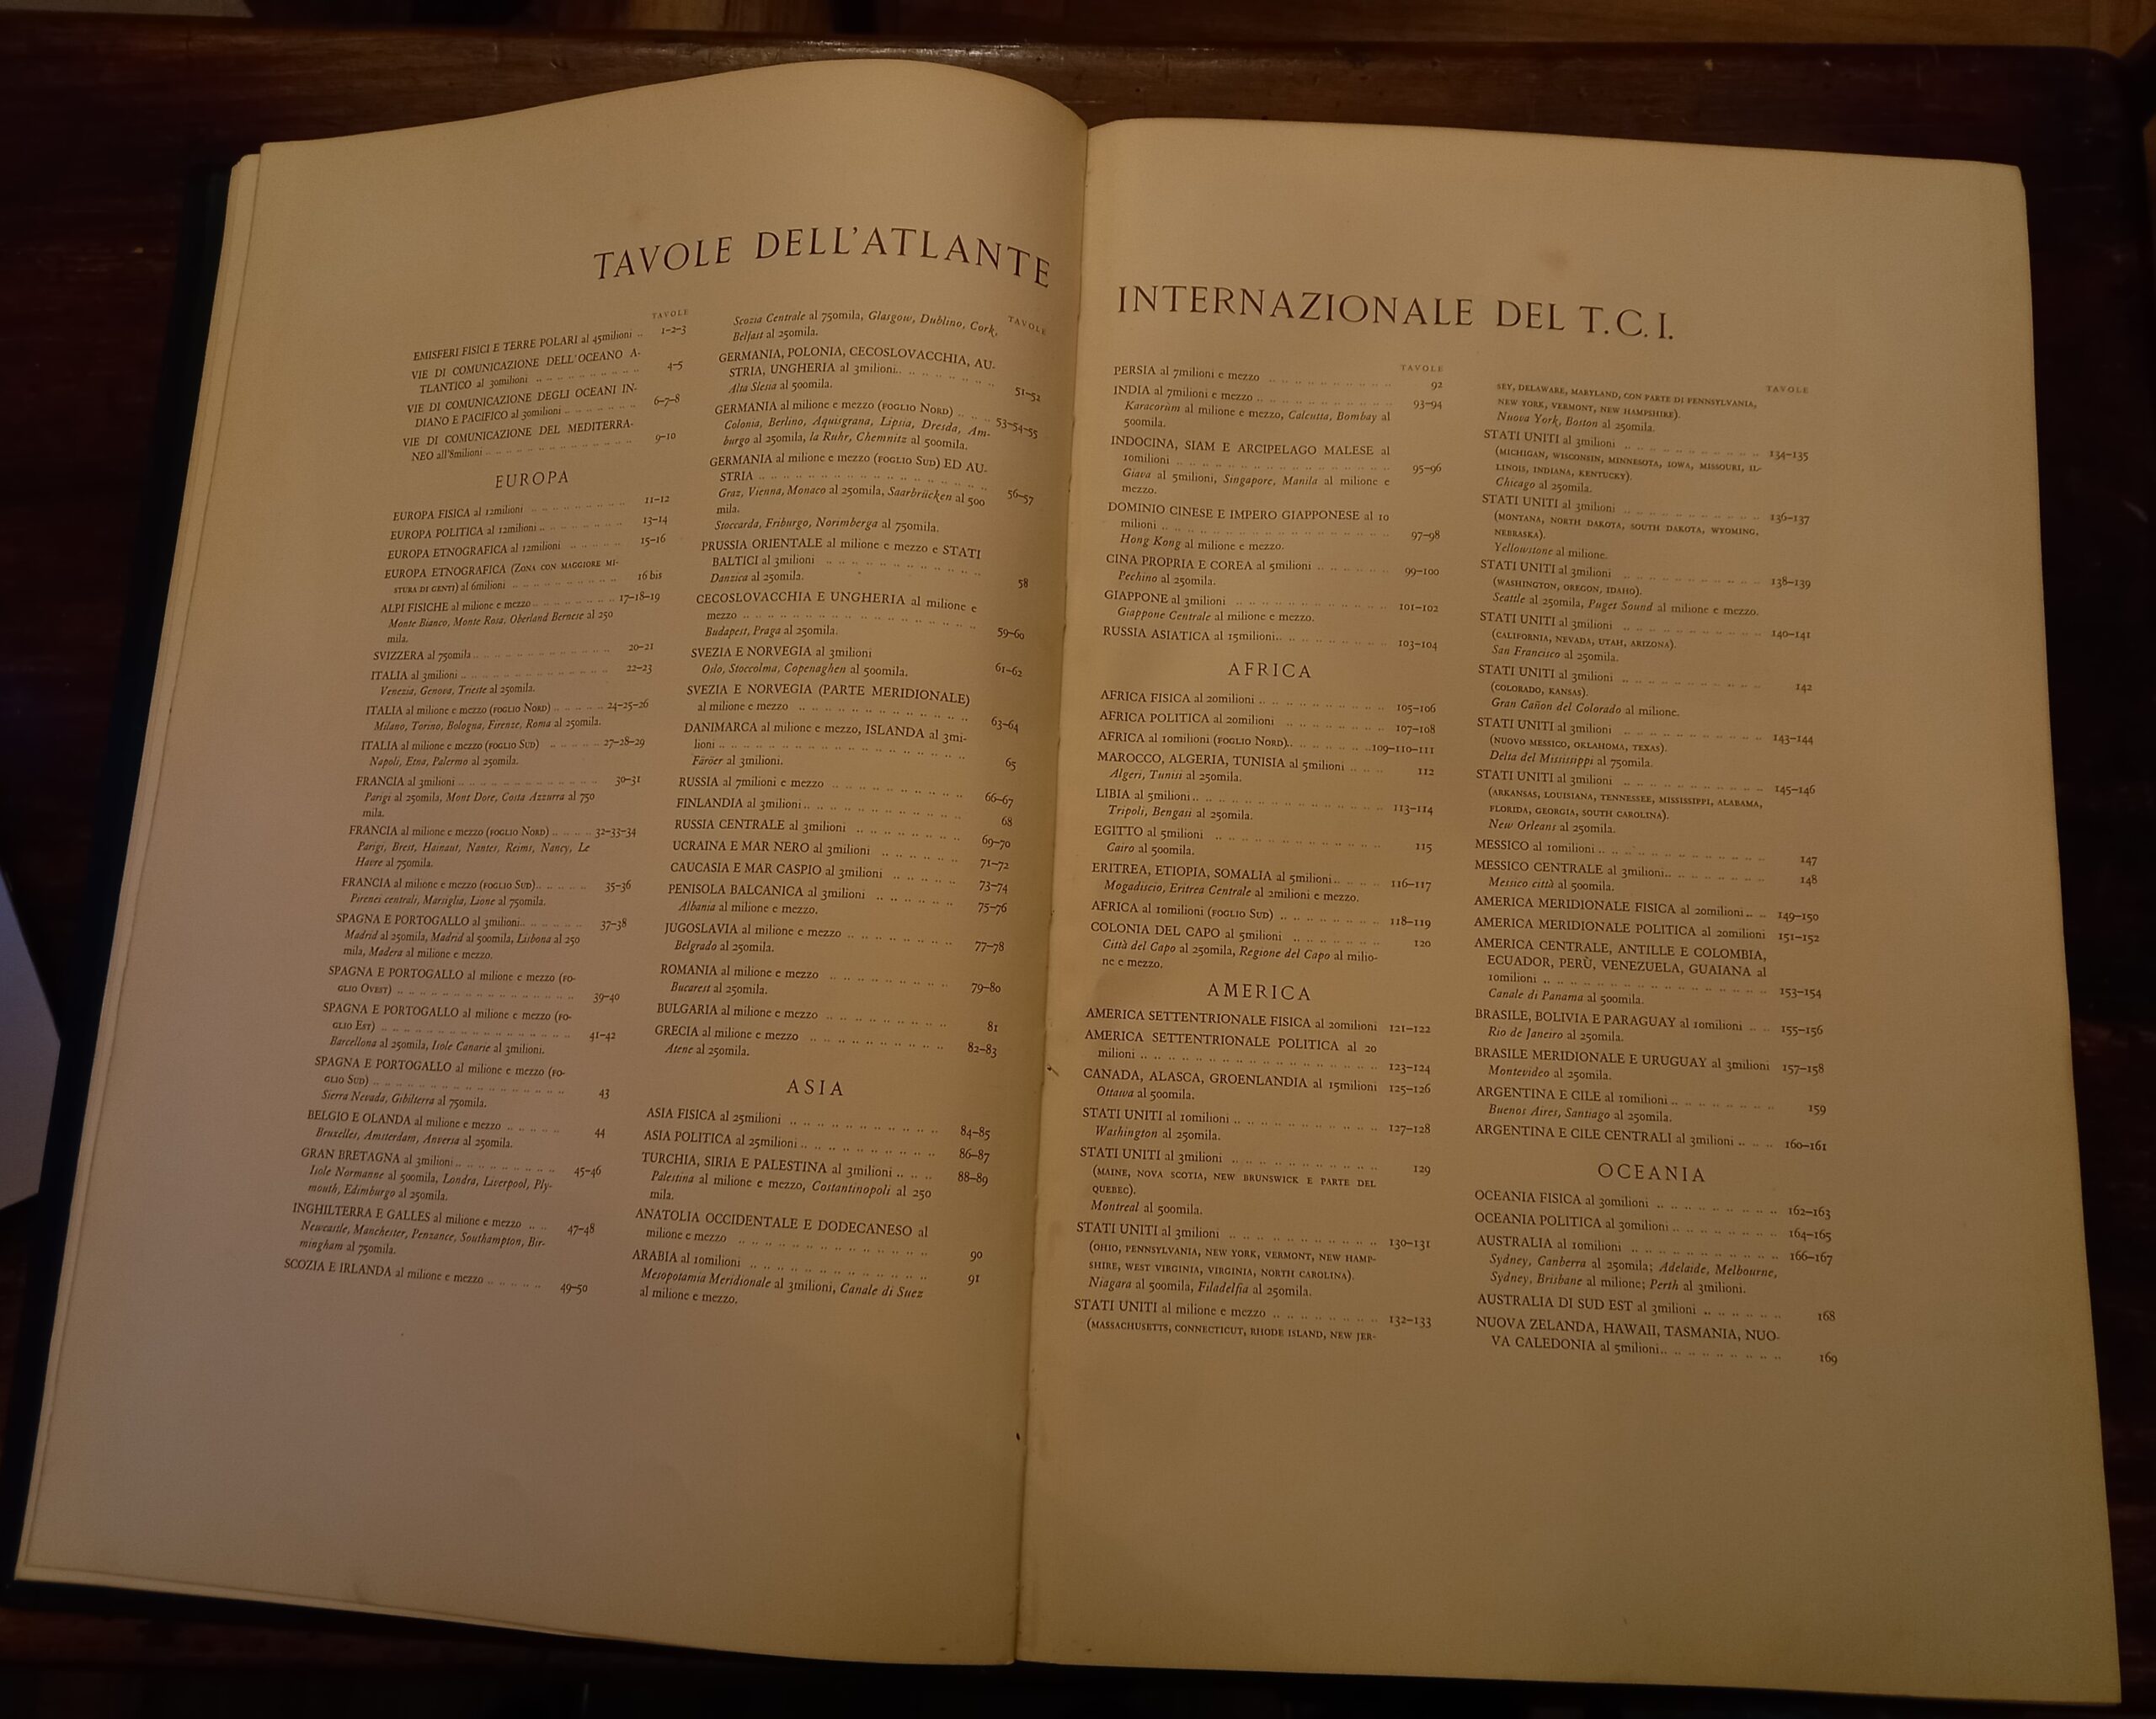 TAVOLE DELL'ATLANTE
TAVOLE
EMISFERI FISICI E TERRE POLARI al 45milioni .. 1-2-3
VIE DI COMUNICAZIONE DELL'OCEANO A-
TLANTICO al 30milioni .. 4-5
VIE DI COMUNICAZIONE DEGLI OCEANI IN-
DIANO E PACIFICO al 30milioni .. 6-7-8
VIE DI COMUNICAZIONE DEL MEDITERRA-
NEO all'8milioni .. 9-10
EUROPA
EUROPA FISICA al 12milioni .. 11-12
EUROPA POLITICA al 12milioni .. 13-14
EUROPA ETNOGRAFICA al 12milioni .. 15-16
EUROPA ETNOGRAFICA (ZONA CON MAGGIORE MI-
STURA DI GENTI) al 6milioni .. 16 bis
ALPI FISICHE al milione e mezzo .. 17-18-19
Monte Bianco, Monte Rosa, Oberland Bernese al 250
mila.
SVIZZERA al 750mila .. 20-21
ITALIA al 3milioni .. 22-23
Venezia, Genova, Trieste al 250mila.
ITALIA al milione e mezzo (FOGLIO NORD) .. 24-25-26
Milano, Torino, Bologna, Firenze, Roma al 250mila.
ITALIA al milione e mezzo (FOGLIO SUD) .. 27-28-29
Napoli, Etna, Palermo al 250mila.
FRANCIA al 3milioni .. 30-31
Parigi al 250mila, Mont Dore, Costa Azzurra al 750
mila.
FRANCIA al milione e mezzo (FOGLIO NORD) .. 32-33-34
Parigi, Brest, Hainaut, Nantes, Reims, Nancy, Le
Havre al 750mila.
FRANCIA al milione e mezzo (FOGLIO SUD) .. 35-36
Pirenei centrali, Marsiglia, Lione al 750mila.
SPAGNA E PORTOGALLO al 3milioni .. 37-38
Madrid al 250mila, Madrid al 500mila, Lisbona al 250
mila, Madera al milione e mezzo.
SPAGNA E PORTOGALLO al milione e mezzo (FO-
GLIO OVEST) .. 39-40
SPAGNA E PORTOGALLO al milione e mezzo (FO-
GLIO EST) .. 41-42
Barcellona al 250mila, Isole Canarie al 3milioni.
SPAGNA E PORTOGALLO al milione e mezzo (FO-
GLIO SUD) .. 43
Sierra Nevada, Gibilterra al 750mila.
BELGIO E OLANDA al milione e mezzo .. 44
Bruxelles, Amsterdam, Anversa al 250mila.
GRAN BRETAGNA al 3milioni .. 45-46
Isole Normanne al 500mila, Londra, Liverpool, Ply-
mouth, Edimburgo al 250mila.
INGHILTERRA E GALLES al milione e mezzo .. 47-48
Newcastle, Manchester, Penzance, Southampton, Bir-
mingham al 750mila.
SCOZIA E IRLANDA al milione e mezzo .. 49-50
TAVOLE
Scozia Centrale al 750mila, Glasgow, Dublino, Cork,
Belfast al 250mila.
GERMANIA, POLONIA, CECOSLOVACCHIA, AU-
STRIA, UNGHERIA al 3milioni .. 51-52
Alta Slesia al 500mila.
GERMANIA al milione e mezzo (FOGLIO NORD) .. 53-54-55
Colonia, Berlino, Aquisgrana, Lipsia, Dresda, Am-
burgo al 250mila, la Ruhr, Chemnitz al 500mila.
GERMANIA al milione e mezzo (FOGLIO SUD) ED AU-
STRIA .. 56-57
Graz, Vienna, Monaco al 250mila, Saarbrücken al 500
mila.
Stoccarda, Friburgo, Norimberga al 750mila.
PRUSSIA ORIENTALE al milione e mezzo e STATI
BALTICI al 3milioni .. 58
Danzica al 250mila.
CECOSLOVACCHIA E UNGHERIA al milione e
mezzo .. 59-60
Budapest, Praga al 250mila.
SVEZIA E NORVEGIA al 3milioni 61-62
Oslo, Stoccolma, Copenaghen al 500mila.
SVEZIA E NORVEGIA (PARTE MERIDIONALE)
al milione e mezzo .. 63-64
DANIMARCA al milione e mezzo, ISLANDA al 3mi-
lioni .. 65
Färöer al 3milioni.
RUSSIA al 7milioni e mezzo .. 66-67
FINLANDIA al 3milioni .. 68
RUSSIA CENTRALE al 3milioni .. 69-70
UCRAINA E MAR NERO al 3milioni .. 71-72
CAUCASIA E MAR CASPIO al 3milioni .. 73-74
PENISOLA BALCANICA al 3milioni .. 75-76
Albania al milione e mezzo.
JUGOSLAVIA al milione e mezzo .. 77-78
Belgrado al 250mila.
ROMANIA al milione e mezzo .. 79-80
Bucarest al 250mila.
BULGARIA al milione e mezzo .. 81
GRECIA al milione e mezzo .. 82-83
Atene al 250mila.
ASIA
ASIA FISICA al 25milioni .. 84-85
ASIA POLITICA al 25milioni .. 86-87
TURCHIA, SIRIA E PALESTINA al 3milioni .. 88-89
Palestina al milione e mezzo, Costantinopoli al 250
mila.
ANATOLIA OCCIDENTALE E DODECANESO al
milione e mezzo .. 90
ARABIA al 10milioni .. 91
Mesopotamia Meridionale al 3milioni, Canale di Suez
al milione e mezzo.
INTERNAZIONALE DEL T.C.I.
TAVOLE
PERSIA al 7milioni e mezzo .. 92
INDIA al 7milioni e mezzo .. 93-94
Karacorùm al milione e mezzo, Calcutta, Bombay al
500mila.
INDOCINA, SIAM E ARCIPELAGO MALESE al
10milioni .. 95-96
Giava al 5milioni, Singapore, Manila al milione e
mezzo.
DOMINIO CINESE E IMPERO GIAPPONESE al 10
milioni .. 97-98
Hong Kong al milione e mezzo.
CINA PROPRIA E COREA al 5milioni .. 99-100
Pechino al 250mila.
GIAPPONE al 3milioni .. 101-102
Giappone Centrale al milione e mezzo.
RUSSIA ASIATICA al 15milioni .. 103-104
AFRICA
AFRICA FISICA al 20milioni .. 105-106
AFRICA POLITICA al 20milioni .. 107-108
AFRICA al 10milioni (FOGLIO NORD) .. 109-110-111
MAROCCO, ALGERIA, TUNISIA al 5milioni .. 112
Algeri, Tunisi al 250mila.
LIBIA al 5milioni .. 113-114
Tripoli, Bengasi al 250mila.
EGITTO al 5milioni .. 115
Cairo al 500mila.
ERITREA, ETIOPIA, SOMALIA al 5milioni .. 116-117
Mogadiscio, Eritrea Centrale al 2milioni e mezzo.
AFRICA al 10milioni (FOGLIO SUD) .. 118-119
COLONIA DEL CAPO al 5milioni .. 120
Città del Capo al 250mila, Regione del Capo al milio-
ne e mezzo.
AMERICA
AMERICA SETTENTRIONALE FISICA al 20milioni 121-122
AMERICA SETTENTRIONALE POLITICA al 20
milioni .. 123-124
CANADA, ALASCA, GROENLANDIA al 15milioni 125-126
Ottawa al 500mila.
STATI UNITI al 10milioni .. 127-128
Washington al 250mila.
STATI UNITI al 3milioni .. 129
(MAINE, NOVA SCOTIA, NEW BRUNSWICK E PARTE DEL
QUEBEC).
Montreal al 500mila.
STATI UNITI al 3milioni .. 130-131
(OHIO, PENNSYLVANIA, NEW YORK, VERMONT, NEW HAMP-
SHIRE, WEST VIRGINIA, VIRGINIA, NORTH CAROLINA).
Niagara al 500mila, Filadelfia al 250mila.
STATI UNITI al milione e mezzo .. 132-133
(MASSACHUSETTS, CONNECTICUT, RHODE ISLAND, NEW JER-
TAVOLE
SEY, DELAWARE, MARYLAND, CON PARTE DI PENNSYLVANIA,
NEW YORK, VERMONT, NEW HAMPSHIRE).
Nuova York, Boston al 250mila.
STATI UNITI al 3milioni .. 134-135
(MICHIGAN, WISCONSIN, MINNESOTA, IOWA, MISSOURI, IL-
LINOIS, INDIANA, KENTUCKY).
Chicago al 250mila.
STATI UNITI al 3milioni .. 136-137
(MONTANA, NORTH DAKOTA, SOUTH DAKOTA, WYOMING,
NEBRASKA).
Yellowstone al milione.
STATI UNITI al 3milioni .. 138-139
(WASHINGTON, OREGON, IDAHO).
Seattle al 250mila, Puget Sound al milione e mezzo.
STATI UNITI al 3milioni .. 140-141
(CALIFORNIA, NEVADA, UTAH, ARIZONA).
San Francisco al 250mila.
STATI UNITI al 3milioni .. 142
(COLORADO, KANSAS).
Gran Cañon del Colorado al milione.
STATI UNITI al 3milioni .. 143-144
(NUOVO MESSICO, OKLAHOMA, TEXAS).
Delta del Mississippi al 750mila.
STATI UNITI al 3milioni .. 145-146
(ARKANSAS, LOUISIANA, TENNESSEE, MISSISSIPPI, ALABAMA,
FLORIDA, GEORGIA, SOUTH CAROLINA).
New Orleans al 250mila.
MESSICO al 10milioni .. 147
MESSICO CENTRALE al 3milioni .. 148
Messico città al 500mila.
AMERICA MERIDIONALE FISICA al 20milioni .. 149-150
AMERICA MERIDIONALE POLITICA al 20milioni 151-152
AMERICA CENTRALE, ANTILLE E COLOMBIA,
ECUADOR, PERÙ, VENEZUELA, GUAIANA al
10milioni .. 153-154
Canale di Panama al 500mila.
BRASILE, BOLIVIA E PARAGUAY al 10milioni .. 155-156
Rio de Janeiro al 250mila.
BRASILE MERIDIONALE E URUGUAY al 3milioni 157-158
Montevideo al 250mila.
ARGENTINA E CILE al 10milioni .. 159
Buenos Aires, Santiago al 250mila.
ARGENTINA E CILE CENTRALI al 3milioni .. 160-161
OCEANIA
OCEANIA FISICA al 30milioni .. 162-163
OCEANIA POLITICA al 30milioni .. 164-165
AUSTRALIA al 10milioni .. 166-167
Sydney, Canberra al 250mila; Adelaide, Melbourne,
Sydney, Brisbane al milione; Perth al 3milioni.
AUSTRALIA DI SUD EST al 3milioni .. 168
NUOVA ZELANDA, HAWAII, TASMANIA, NUO-
VA CALEDONIA al 5milioni .. 169